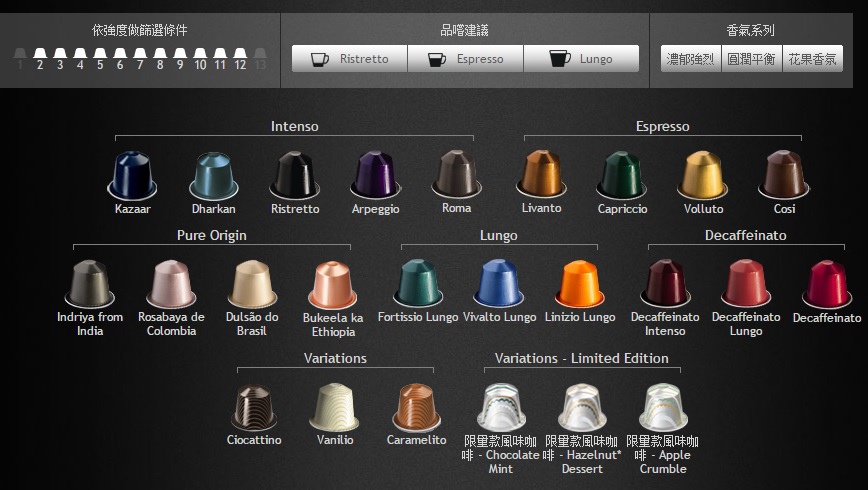 依強度做篩選條件 品嚐建議 香氣系列
1 2 3 4 5 6 7 8 9 10 11 12 13 Ristretto Espresso Lungo 濃郁強烈 圓潤平衡 花果香氛
Intenso Espresso
Kazaar Dharkan Ristretto Arpeggio Roma Livanto Capriccio Volluto Cosi
Pure Origin Lungo Decaffeinato
Indriya from Rosabaya de Dulsão do Bukeela ka Fortissio Lungo Vivalto Lungo Linizio Lungo Decaffeinato Decaffeinato Decaffeinato
India Colombia Brasil Ethiopia Intenso Lungo
Variations Variations - Limited Edition
Ciocattino Vanilio Caramelito 限量款風味咖 限量款風味咖 限量款風味咖
啡 - Chocolate 啡 - Hazelnut* 啡 - Apple
Mint Dessert Crumble